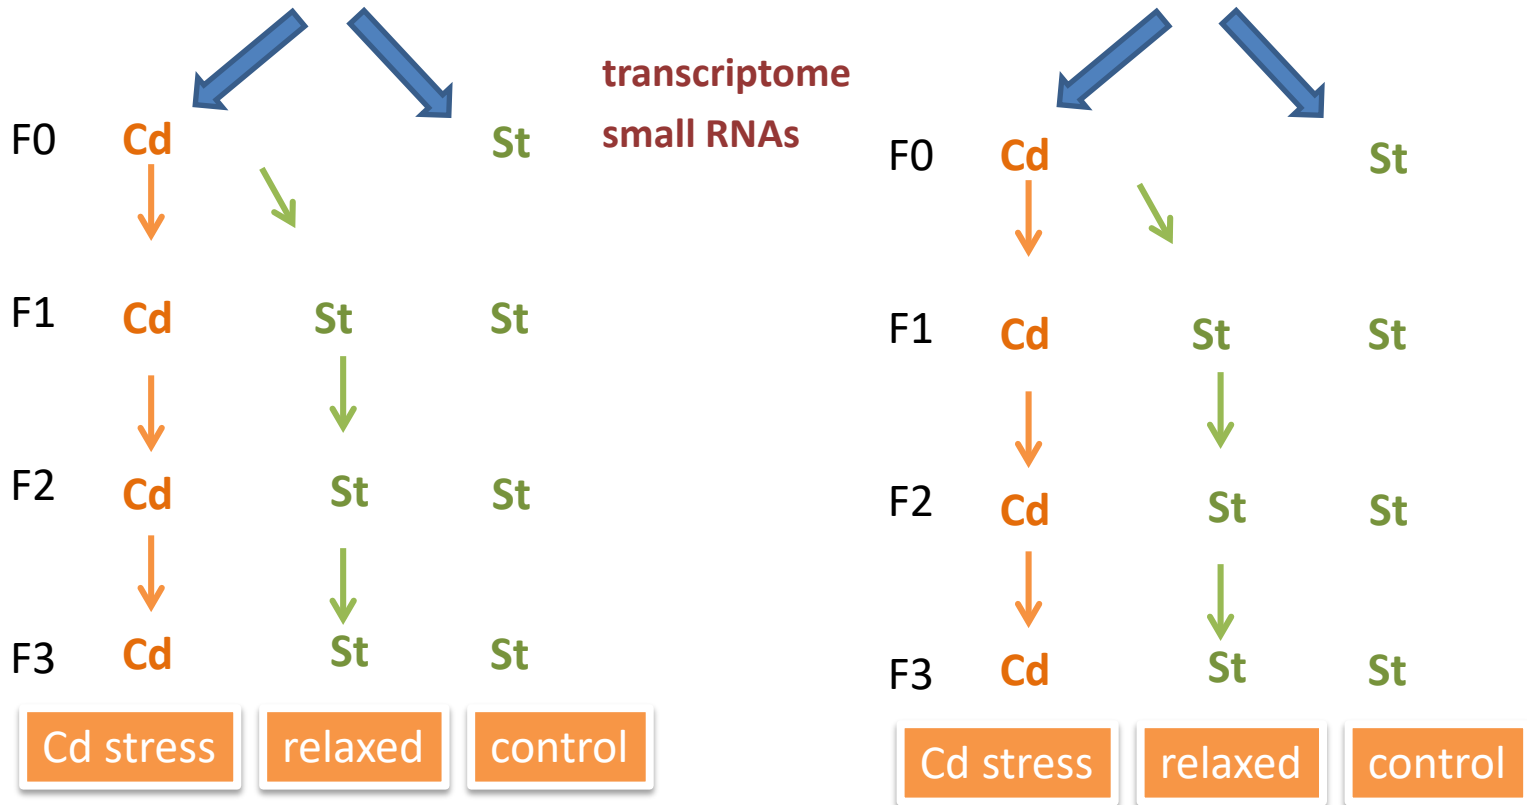 transcriptome
small RNAs
F0 Cd St
F1 Cd St St
F2 Cd St St
F3 Cd St St
Cd stress relaxed control
F0 Cd St
F1 Cd St St
F2 Cd St St
F3 Cd St St
Cd stress relaxed control